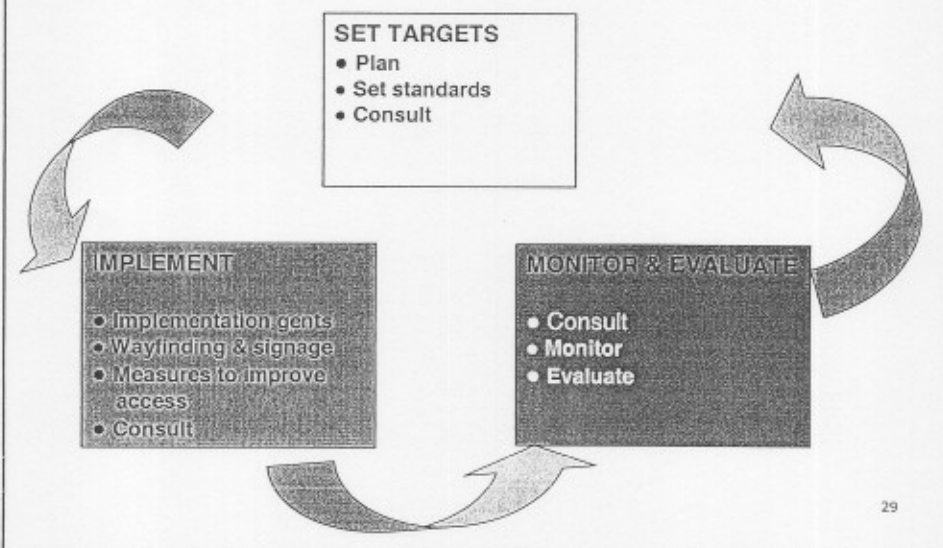 SET TARGETS
• Plan
• Set standards
• Consult
IMPLEMENT
• Implementation gents
• Wayfinding & signage
• Measures to improve
access
• Consult
MONITOR & EVALUATE
• Consult
• Monitor
• Evaluate
29